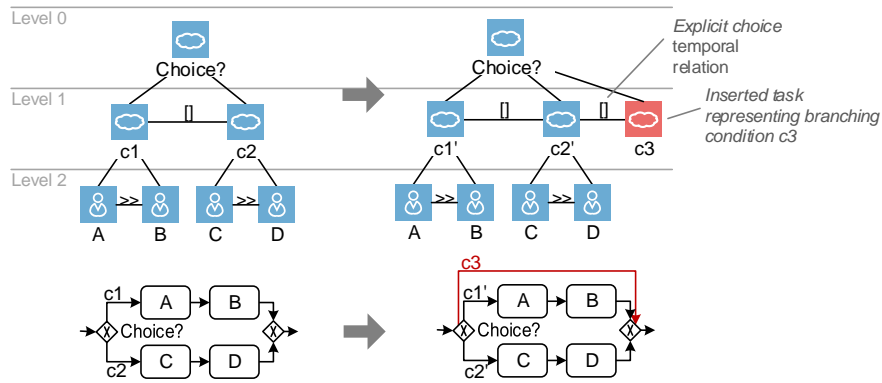 Level 0
Choice?
Choice?
Explicit choice
temporal
relation
Level 1
[]
[]
[]
Inserted task
representing branching
condition c3
c1
c2
c1'
c2'
c3
Level 2
>>
>>
>>
>>
A
B
C
D
A
B
C
D
c3
c1
A
B
c1'
A
B
X
Choice?
X
X
Choice?
X
c2
C
D
c2'
C
D